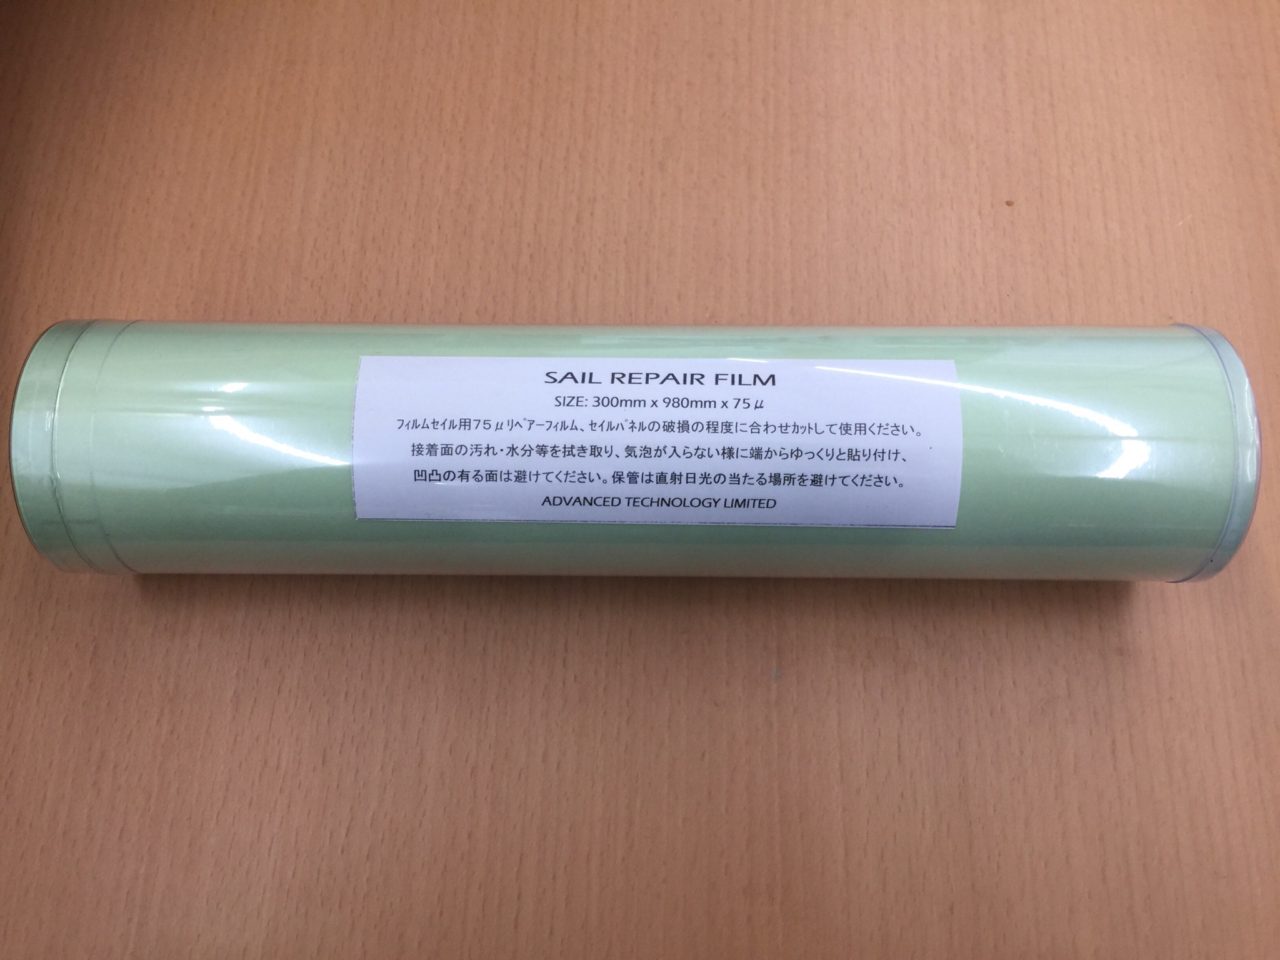 SAIL REPAIR FILM
SIZE: 300mm x 980mm x 75μ
ﾌｨﾙﾑｾｲﾙ用７５μﾘﾍﾟｱｰﾌｨﾙﾑ、ｾｲﾙﾊﾟﾈﾙの破損の程度に合わせｶｯﾄして使用ください。
接着面の汚れ・水分等を拭き取り、気泡が入らない様に端からゆっくりと貼り付け、
凹凸の有る面は避けてください。保管は直射日光の当たる場所を避けてください。
ADVANCED TECHNOLOGY LIMITED